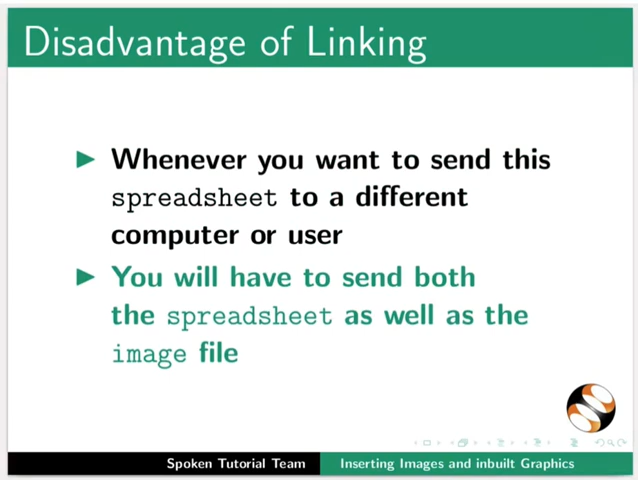 Disadvantage of Linking
Whenever you want to send this
spreadsheet to a different
computer or user
You will have to send both
the spreadsheet as well as the
image file
Spoken Tutorial Team
Inserting Images and inbuilt Graphics